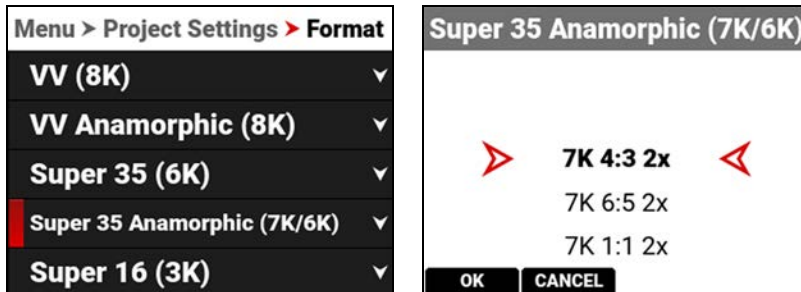 Menu > Project Settings > Format
VV (8K)
VV Anamorphic (8K)
Super 35 (6K)
Super 35 Anamorphic (7K/6K)
Super 16 (3K)
Super 35 Anamorphic (7K/6K)
7K 4:3 2x
7K 6:5 2x
7K 1:1 2x
OK CANCEL